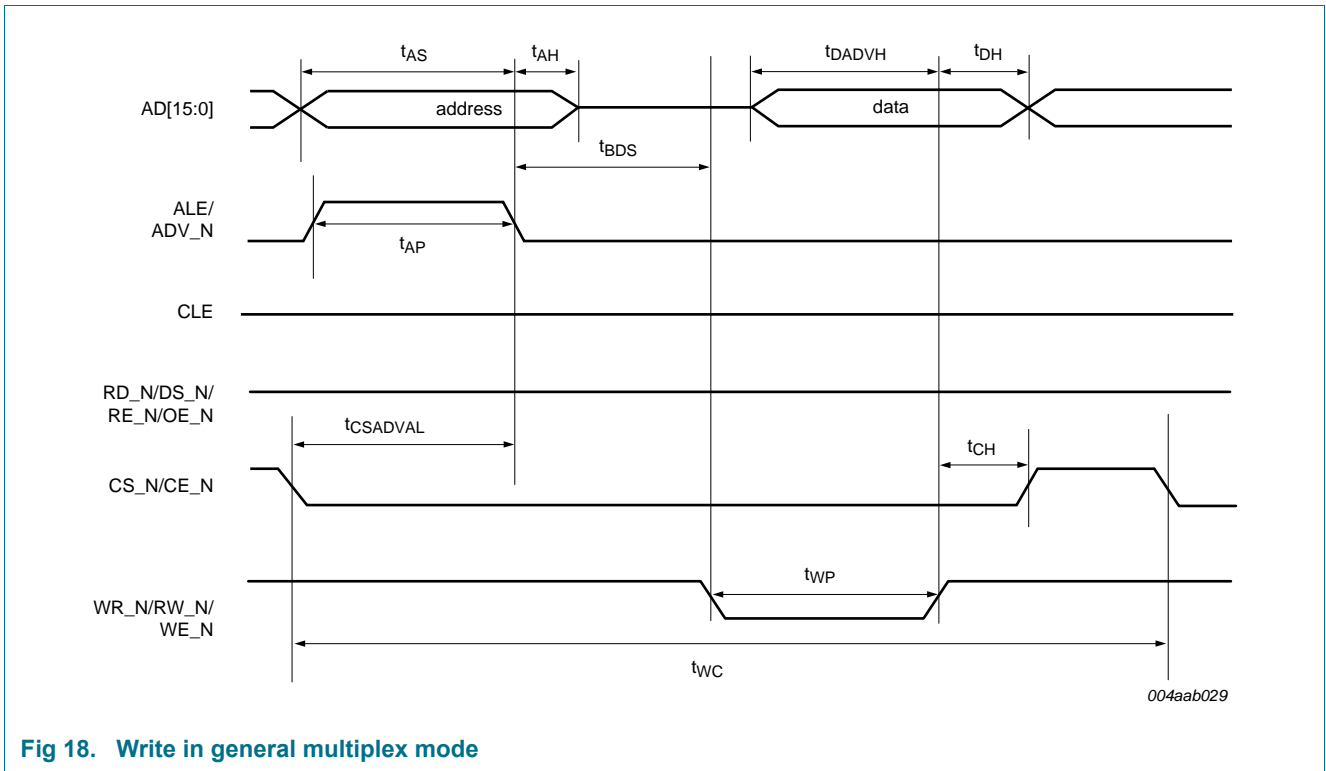 tAS tAH tDADVH tDH
AD[15:0] address data
tBDS
ALE/
ADV_N
tAP
CLE
RD_N/DS_N/
RE_N/OE_N
tCSADVAL
tCH
CS_N/CE_N
tWP
WR_N/RW_N/
WE_N
tWC
004aab029
Fig 18. Write in general multiplex mode